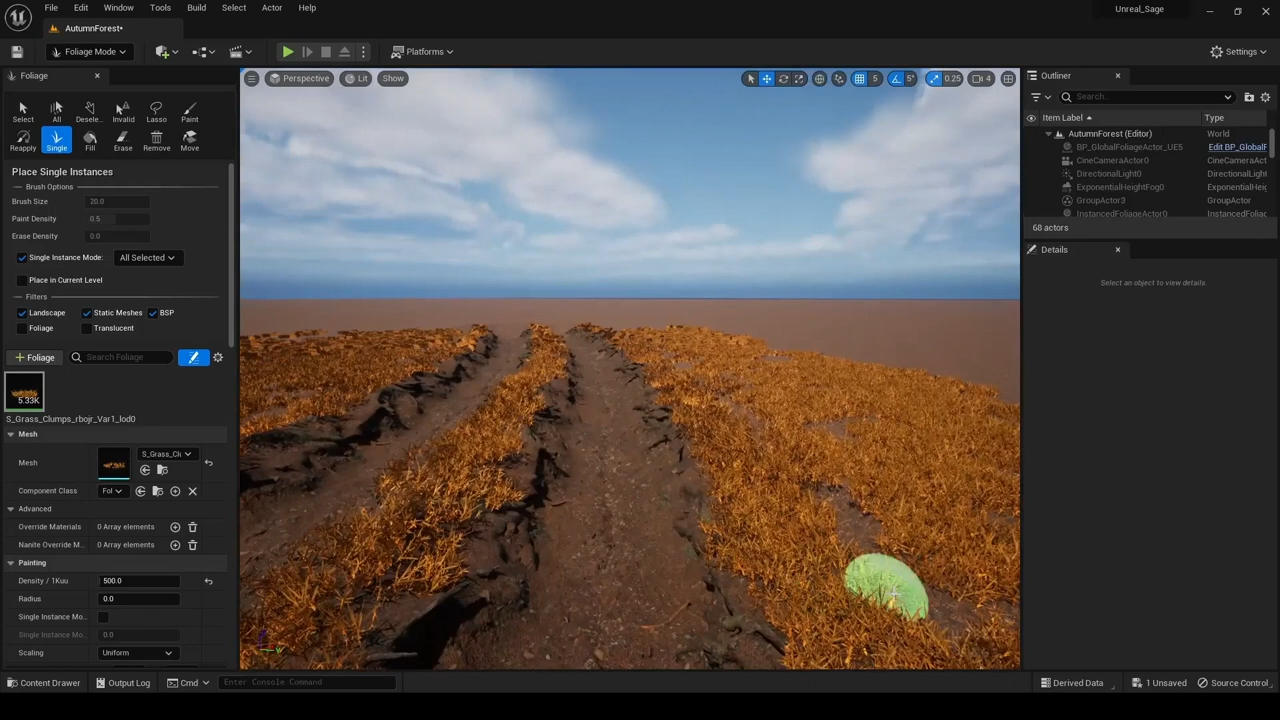 File Edit Window Tools Build Select Actor Help
Unreal_Sage
AutumnForest•
Foliage Mode
Platforms
Settings
Foliage
Select All Desele.. Invalid Lasso Paint
Reapply Single Fill Erase Remove Move
Place Single Instances
Brush Options
Brush Size 20.0
Paint Density 0.5
Erase Density 0.0
Single Instance Mode: All Selected
Place in Current Level
Filters
Landscape Static Meshes BSP
Foliage Translucent
+ Foliage Search Foliage
5.33K
S_Grass_Clumps_rbojr_Var1_lod0
Mesh
Mesh S_Grass_Clu
Component Class Fol
Advanced
Override Materials 0 Array elements
Nanite Override M.. 0 Array elements
Painting
Density / 1Kuu 500.0
Radius 0.0
Single Instance Mo..
Single Instance Mo.. 0.0
Scaling Uniform
Perspective Lit Show
5 5° 0.25 4
Outliner
Search...
Item Label Type
AutumnForest (Editor) World
BP_GlobalFoliageActor_UE5 Edit BP_GlobalF
CineCameraActor0 CineCameraAct
DirectionalLight0 DirectionalLight
ExponentialHeightFog0 ExponentialHeig
GroupActor3 GroupActor
InstancedFoliageActor0 InstancedFoliag
68 actors
Details
Select an object to view details.
Content Drawer Output Log Cmd Enter Console Command
Derived Data 1 Unsaved Source Control